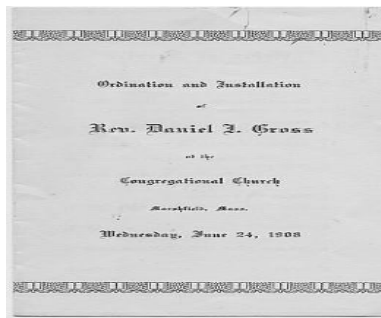 Ordination and Installation
of
Rev. Daniel I. Gross
at the
Congregational Church
Marshfield, Mass.
Wednesday, June 24, 1908